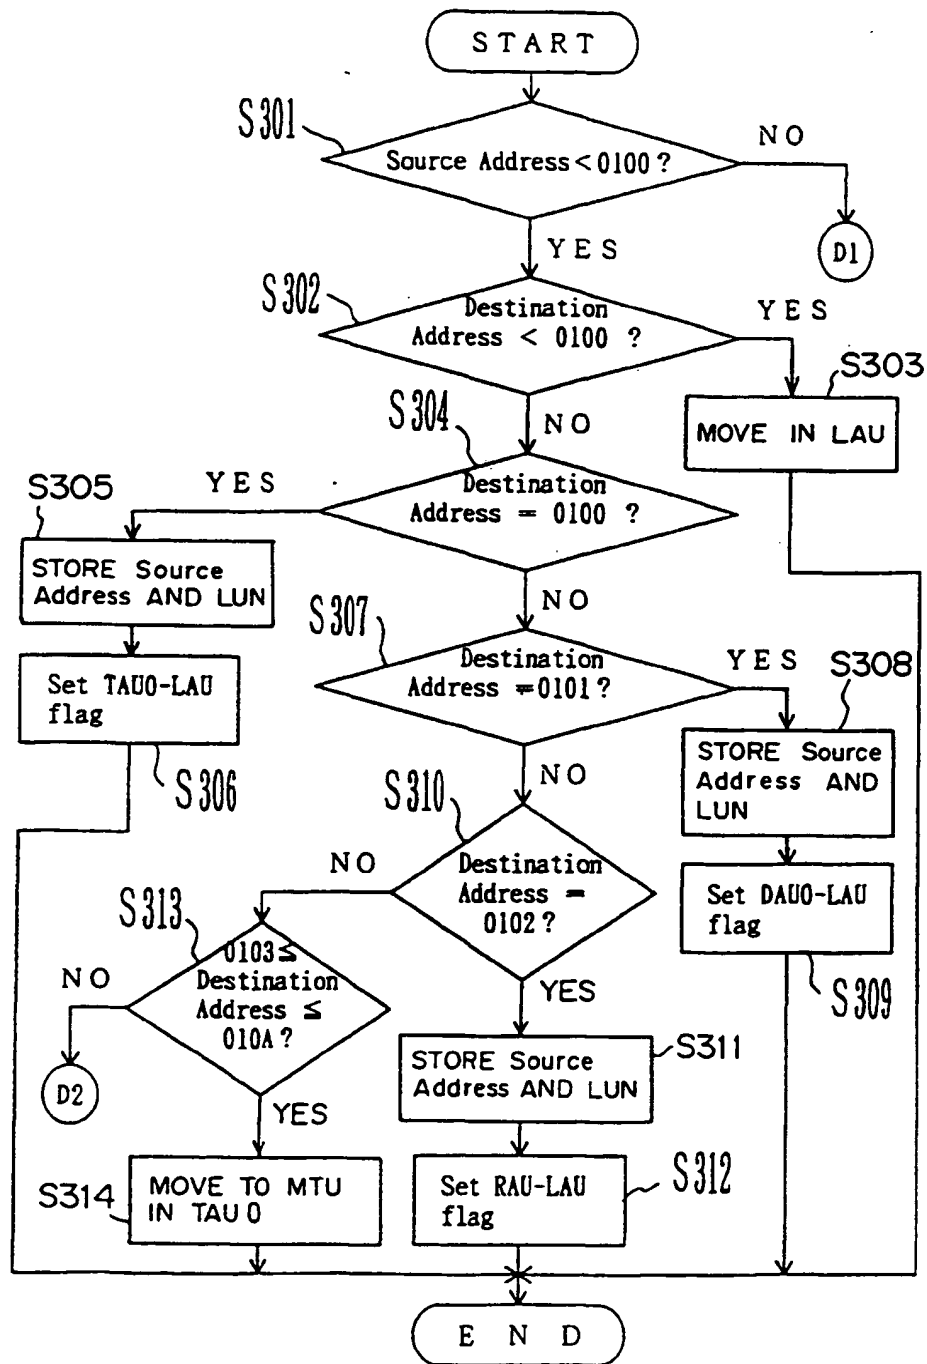 START
S301
Source Address < 0100 ?
NO
D1
YES
S302
Destination
Address < 0100 ?
YES
S303
MOVE IN LAU
NO
S304
Destination
Address = 0100 ?
YES
S305
STORE Source
Address AND LUN
Set TAU0-LAU
flag
S306
NO
S307
Destination
Address =0101 ?
YES
S308
STORE Source
Address AND
LUN
Set DAU0-LAU
flag
S309
NO
S310
Destination
Address =
0102 ?
NO
S313
0103 ≦
Destination
Address ≦
010A ?
NO
D2
YES
S314
MOVE TO MTU
IN TAU 0
YES
S311
STORE Source
Address AND LUN
Set RAU-LAU
flag
S312
END